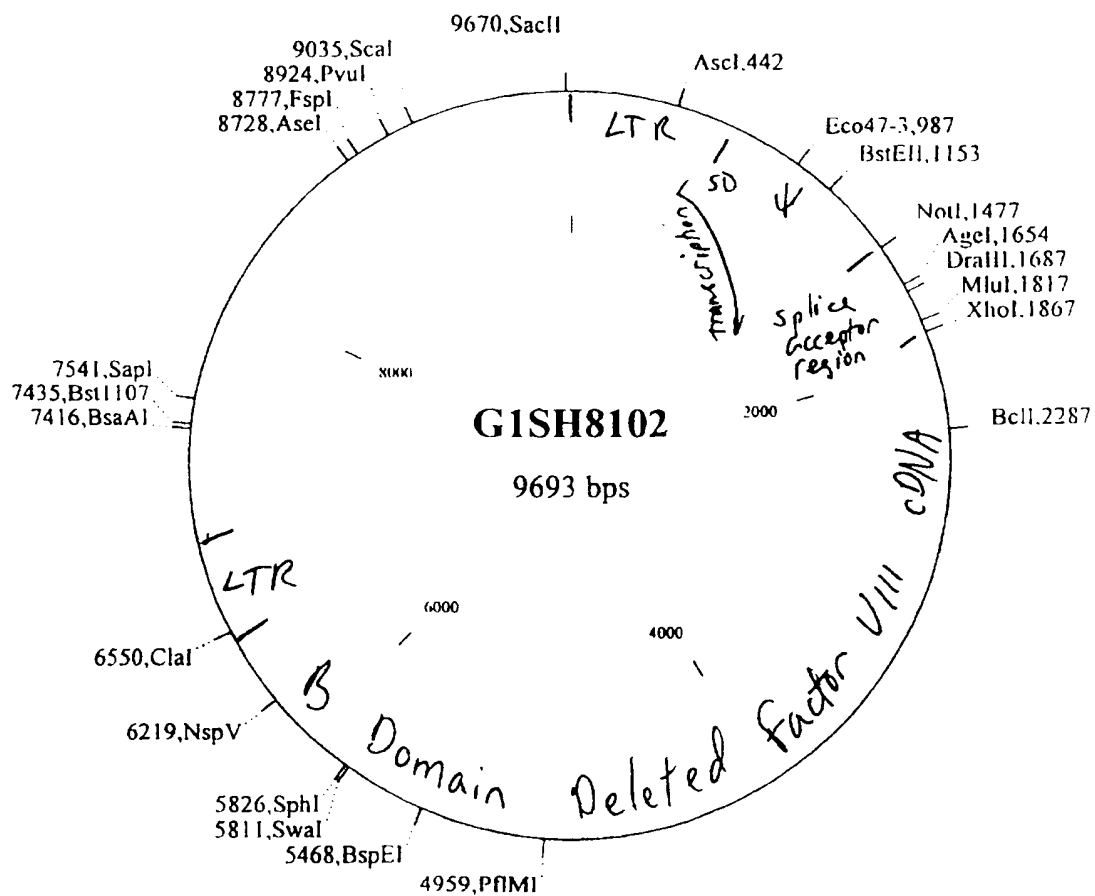 9670,SacII
9035,ScaI
8924,PvuI
8777,FspI
8728,AseI
AscI,442
LTR
SD
Eco47-3,987
BstEII,1153
Ψ
NotI,1477
AgeI,1654
DraIII,1687
MluI,1817
XhoI,1867
transcription
splice
acceptor
region
7541,SapI
7435,Bst1107
7416,BsaAI
8000
2000
BclI,2287
G1SH8102
9693 bps
cDNA
LTR
6000
4000
6550,ClaI
6219,NspV
B Domain Deleted Factor VIII
5826,SphI
5811,SwaI
5468,BspEI
4959,PflMI